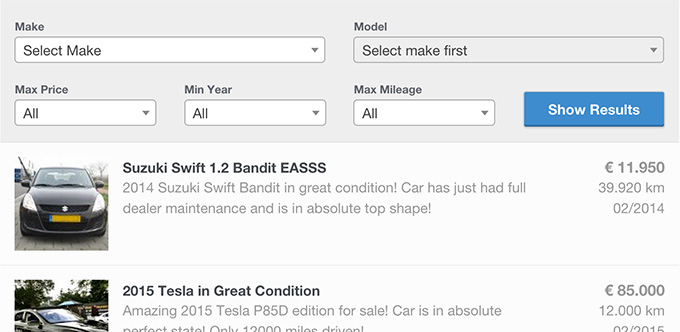 Make
Model
Select Make
Select make first
Max Price
Min Year
Max Mileage
All
All
All
Show Results
Suzuki Swift 1.2 Bandit EASSS
€ 11.950
2014 Suzuki Swift Bandit in great condition! Car has just had full
39.920 km
dealer maintenance and is in absolute top shape!
02/2014
2015 Tesla in Great Condition
€ 85.000
Amazing 2015 Tesla P85D edition for sale! Car is in absolute
12.000 km
perfect state! Only 12000 miles driven!
02/2015